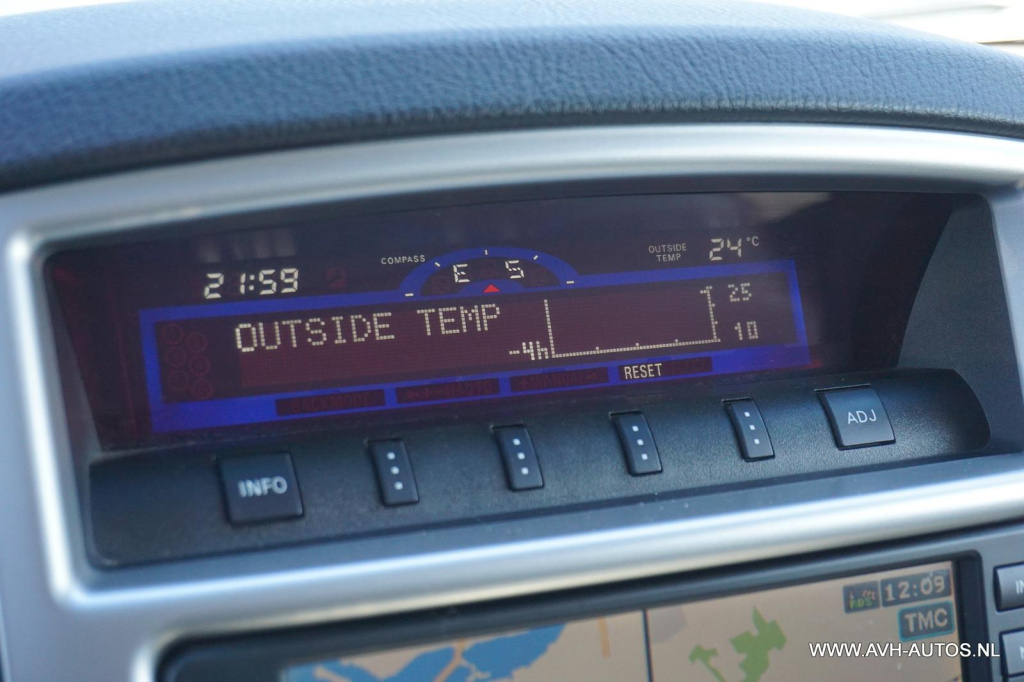 21:59
COMPASS
E S
OUTSIDE
TEMP
24°C
OUTSIDE TEMP
-4h
25
10
RESET
INFO
ADJ
12:09
TMC
WWW.AVH-AUTOS.NL